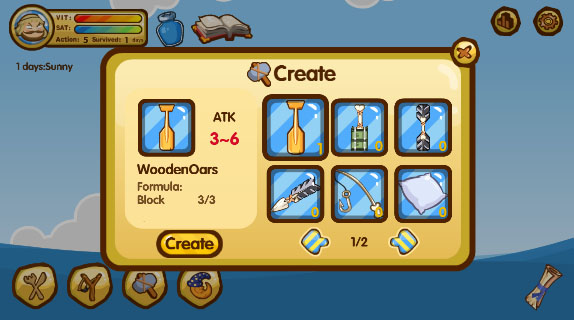 VIT:
SAT:
Action: 5 Survived: 1 days
1 days:Sunny
Create
ATK
3~6
WoodenOars
Formula:
Block 3/3
Create
1
0
0
0
0
0
1/2